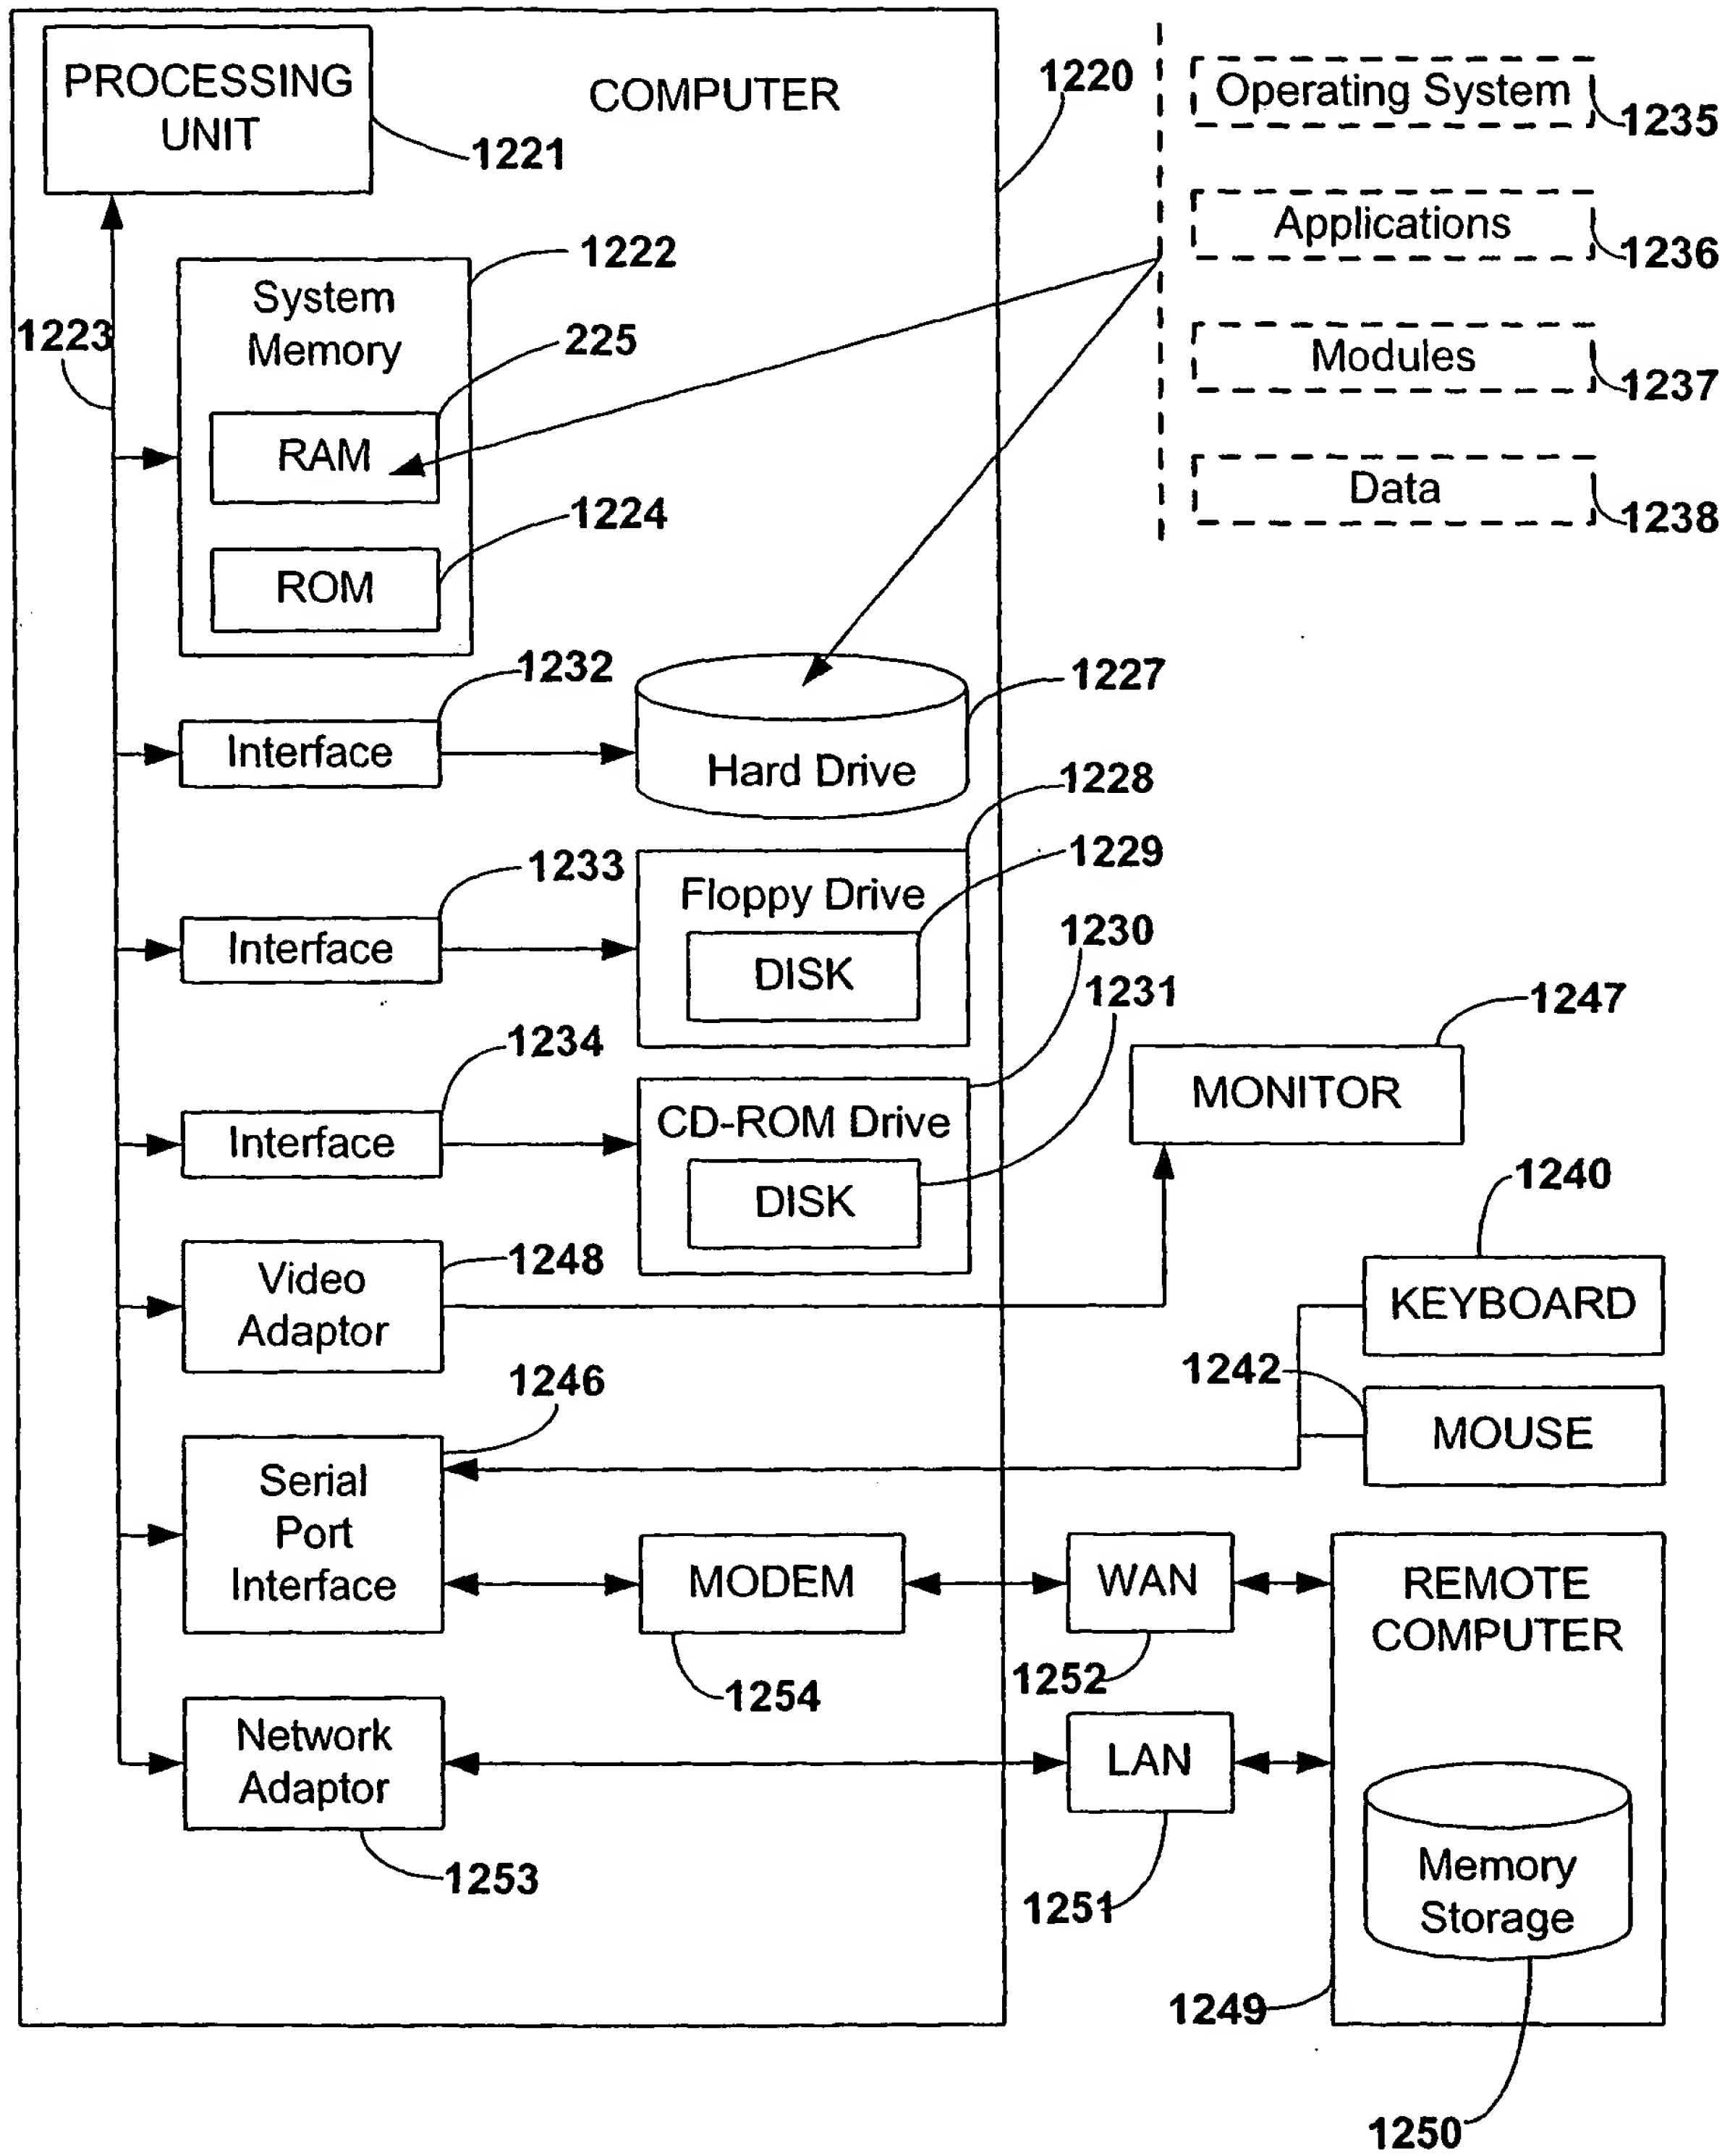 PROCESSING
UNIT
1221
COMPUTER
1220
Operating System
1235
Applications
1236
Modules
1237
Data
1238
1223
System
Memory
1222
225
RAM
1224
ROM
1232
Interface
Hard Drive
1227
1228
1233
Interface
Floppy Drive
1229
DISK
1230
1231
1234
Interface
CD-ROM Drive
DISK
1247
MONITOR
1248
Video
Adaptor
1240
KEYBOARD
1242
MOUSE
1246
Serial
Port
Interface
MODEM
1254
WAN
1252
REMOTE
COMPUTER
Network
Adaptor
1253
LAN
1251
Memory
Storage
1249
1250